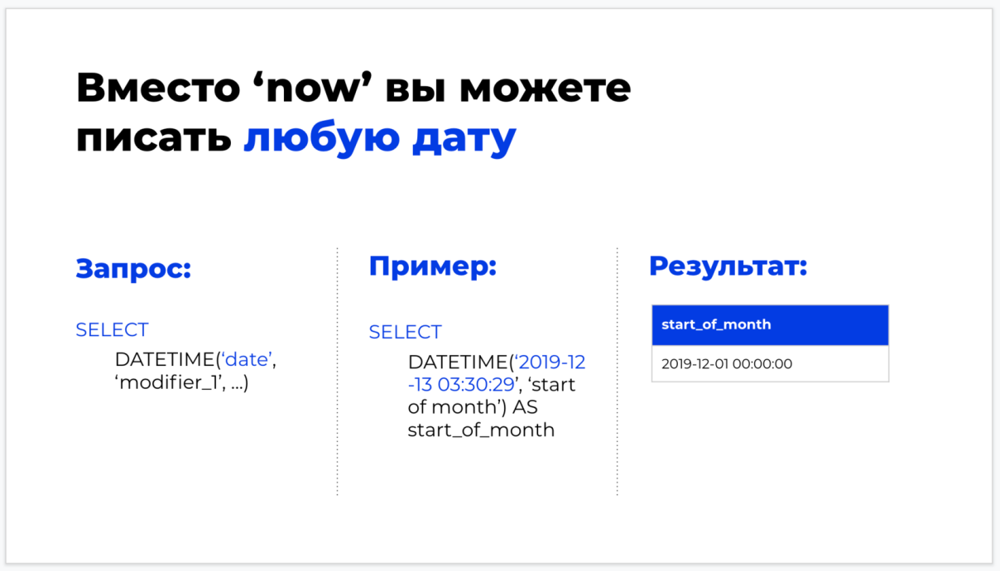 Вместо ‘now’ вы можете
писать любую дату
Запрос:
SELECT
DATETIME(‘date’,
‘modifier_1’, ...)
Пример:
SELECT
DATETIME(‘2019-12
-13 03:30:29’, ‘start
of month’) AS
start_of_month
Результат:
start_of_month
2019-12-01 00:00:00